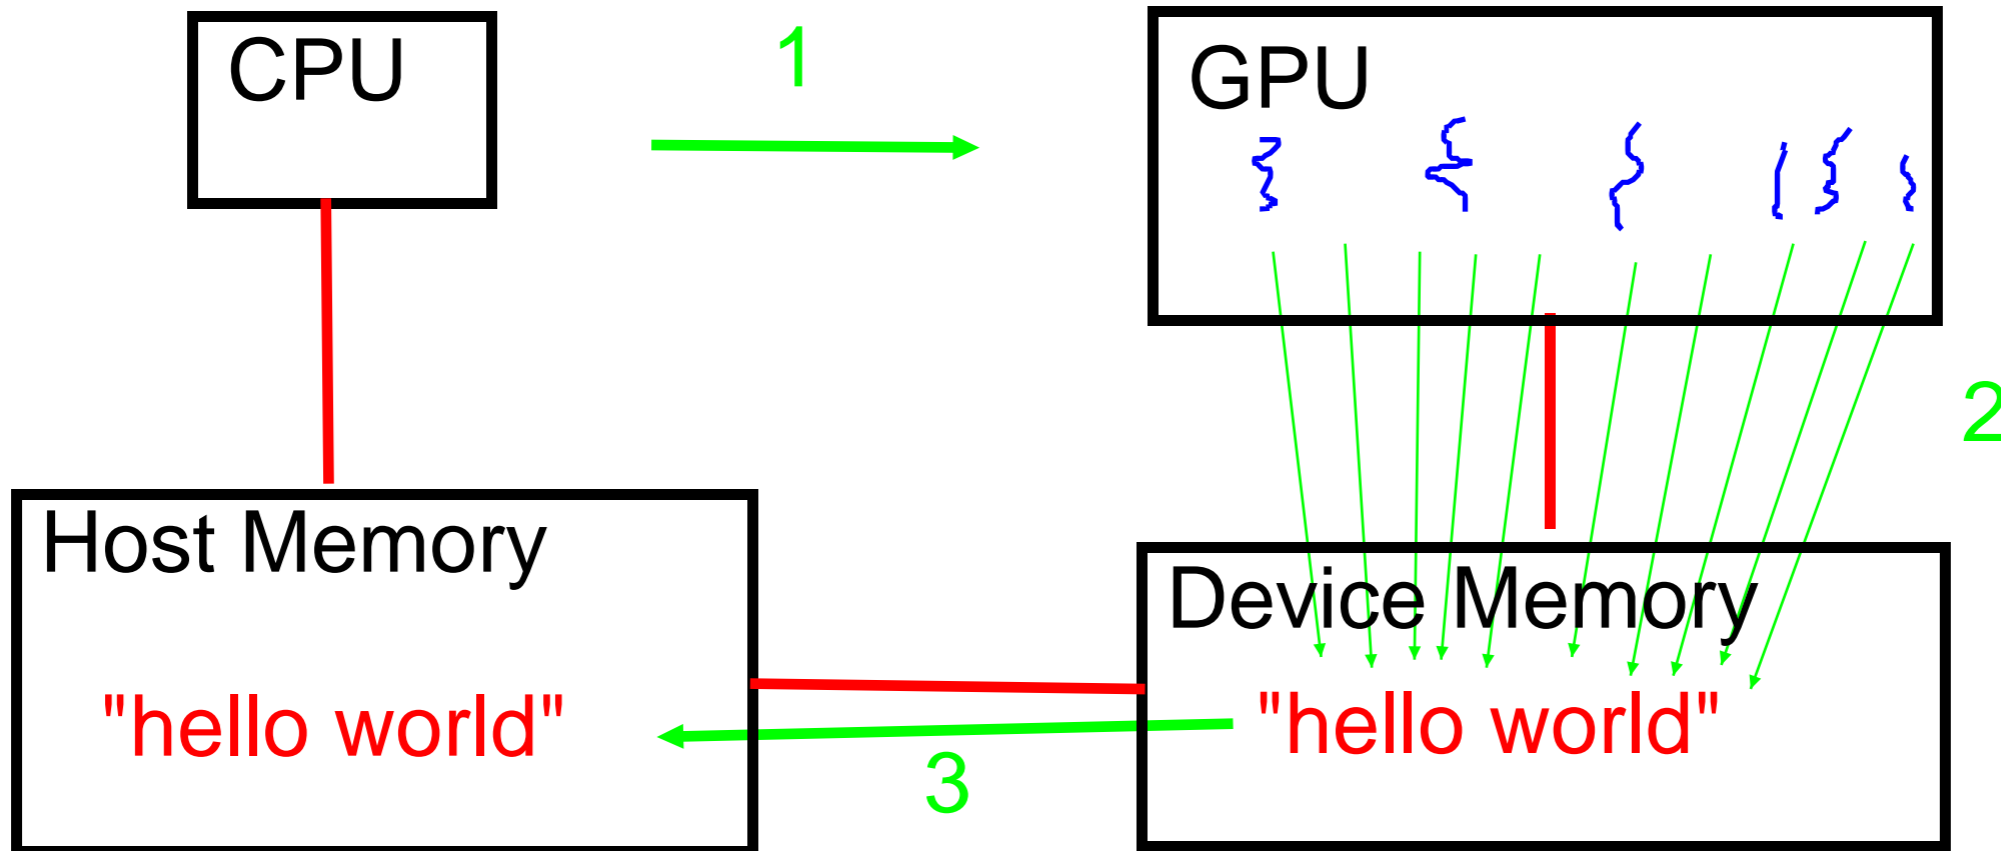 CPU
1
GPU
2
Host Memory
Device Memory
"hello world"
"hello world"
3